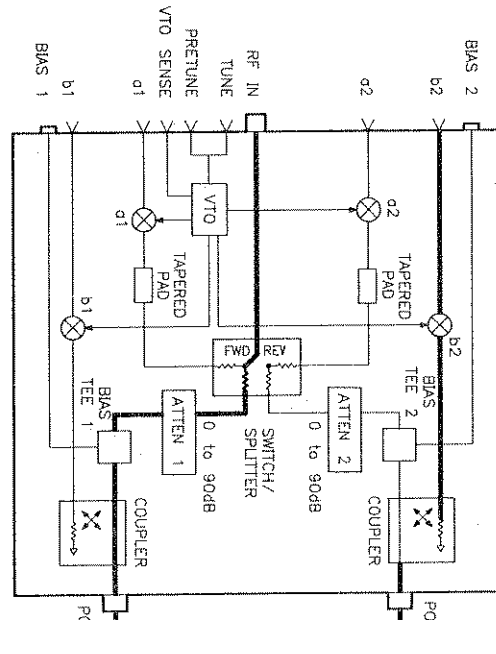 BIAS 1
b1
a1
VTO SENSE
PRETUNE
TUNE
RF IN
a2
b2
BIAS 2
a1
VTO
a2
TAPERED
PAD
TAPERED
PAD
b1
b2
FWD
REV
BIAS
TEE 1
ATTEN 1
0 to 90dB
SWITCH/
SPLITTER
ATTEN 2
0 to 90dB
BIAS
TEE 2
COUPLER
COUPLER